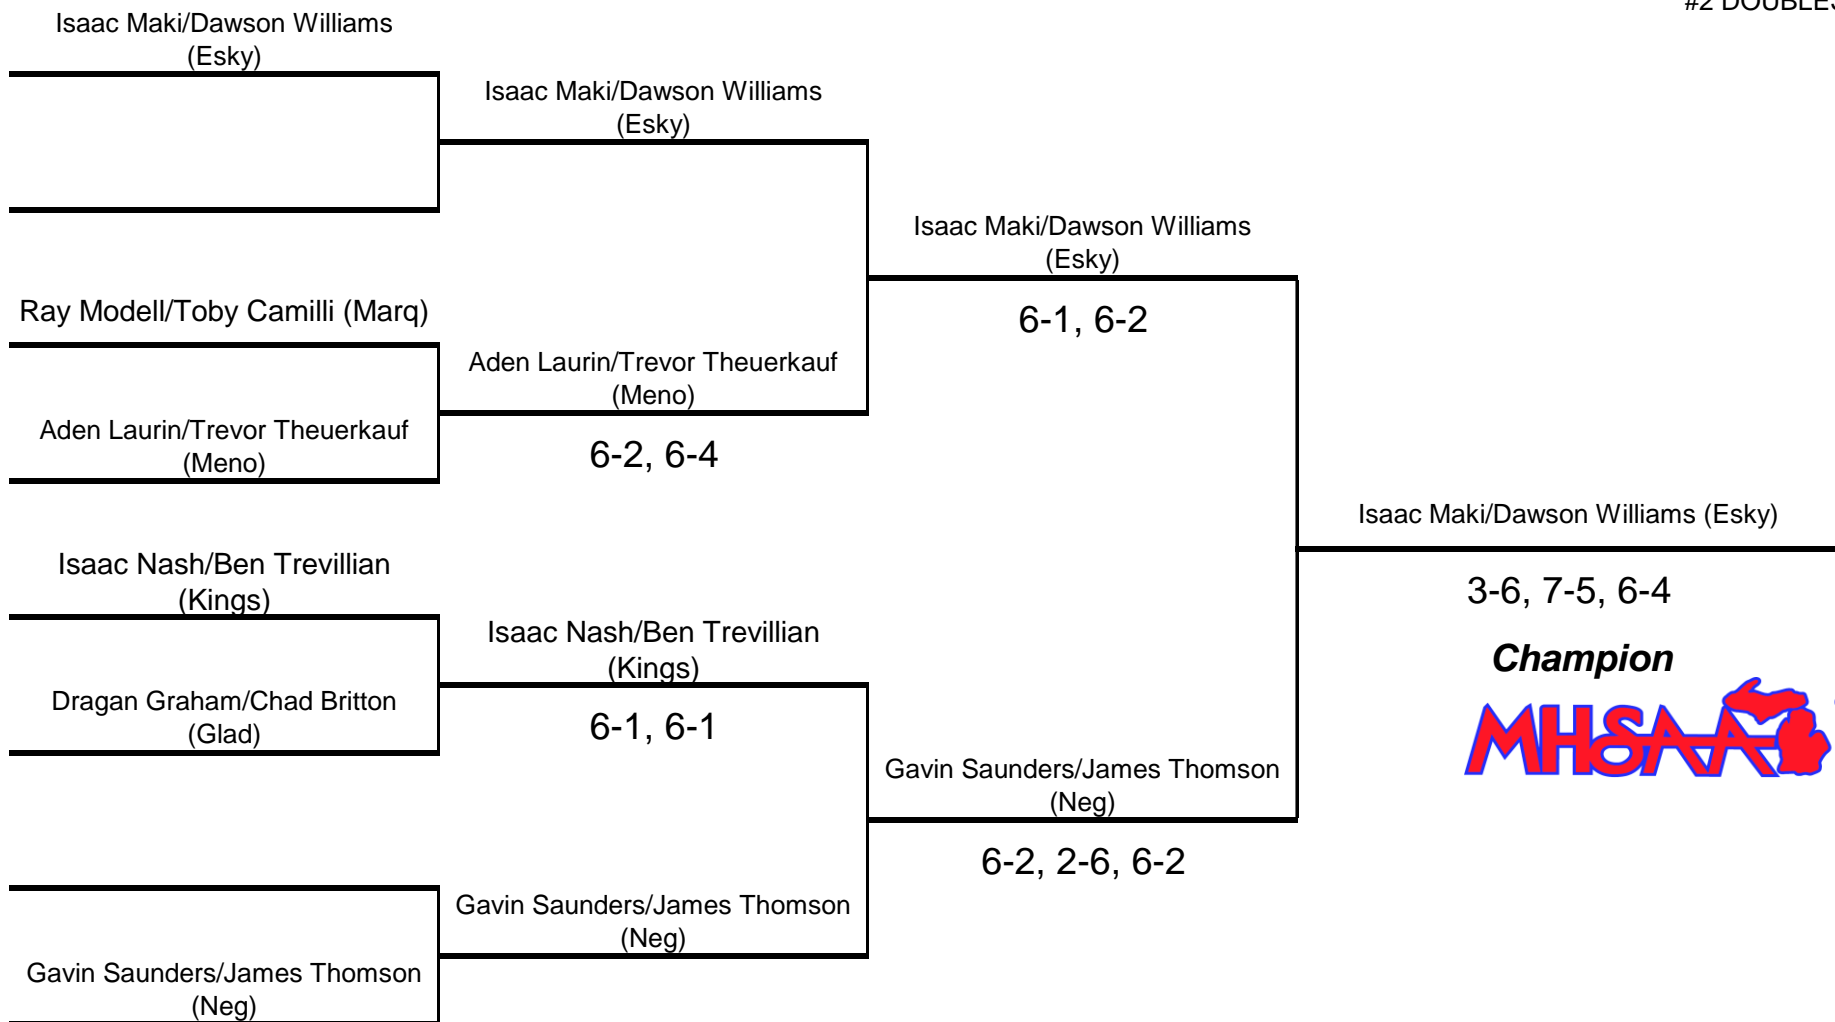 #2 DOUBLES
Isaac Maki/Dawson Williams
(Esky)
Isaac Maki/Dawson Williams
(Esky)
Isaac Maki/Dawson Williams
(Esky)
6-1, 6-2
Ray Modell/Toby Camilli (Marq)
Aden Laurin/Trevor Theuerkauf
(Meno)
6-2, 6-4
Aden Laurin/Trevor Theuerkauf
(Meno)
Isaac Maki/Dawson Williams (Esky)
3-6, 7-5, 6-4
Champion
MHSAA
Isaac Nash/Ben Trevillian
(Kings)
Isaac Nash/Ben Trevillian
(Kings)
6-1, 6-1
Dragan Graham/Chad Britton
(Glad)
Gavin Saunders/James Thomson
(Neg)
6-2, 2-6, 6-2
Gavin Saunders/James Thomson
(Neg)
Gavin Saunders/James Thomson
(Neg)